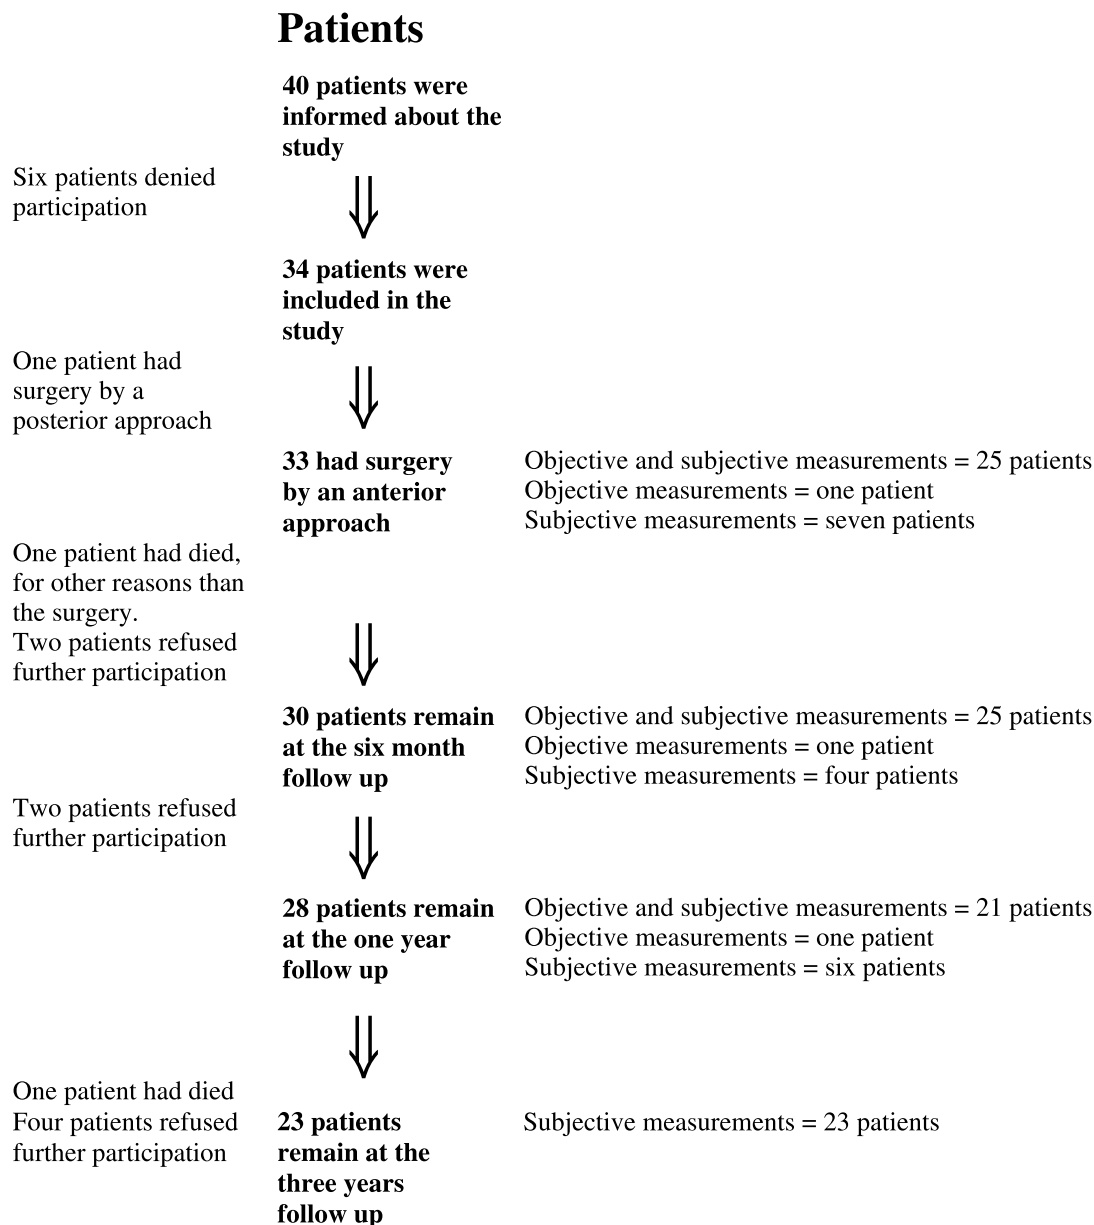 Patients
40 patients were
informed about the
study
Six patients denied
participation
34 patients were
included in the
study
One patient had
surgery by a
posterior approach
33 had surgery
by an anterior
approach
Objective and subjective measurements = 25 patients
Objective measurements = one patient
Subjective measurements = seven patients
One patient had died,
for other reasons than
the surgery.
Two patients refused
further participation
30 patients remain
at the six month
follow up
Objective and subjective measurements = 25 patients
Objective measurements = one patient
Subjective measurements = four patients
Two patients refused
further participation
28 patients remain
at the one year
follow up
Objective and subjective measurements = 21 patients
Objective measurements = one patient
Subjective measurements = six patients
One patient had died
Four patients refused
further participation
23 patients
remain at the
three years
follow up
Subjective measurements = 23 patients